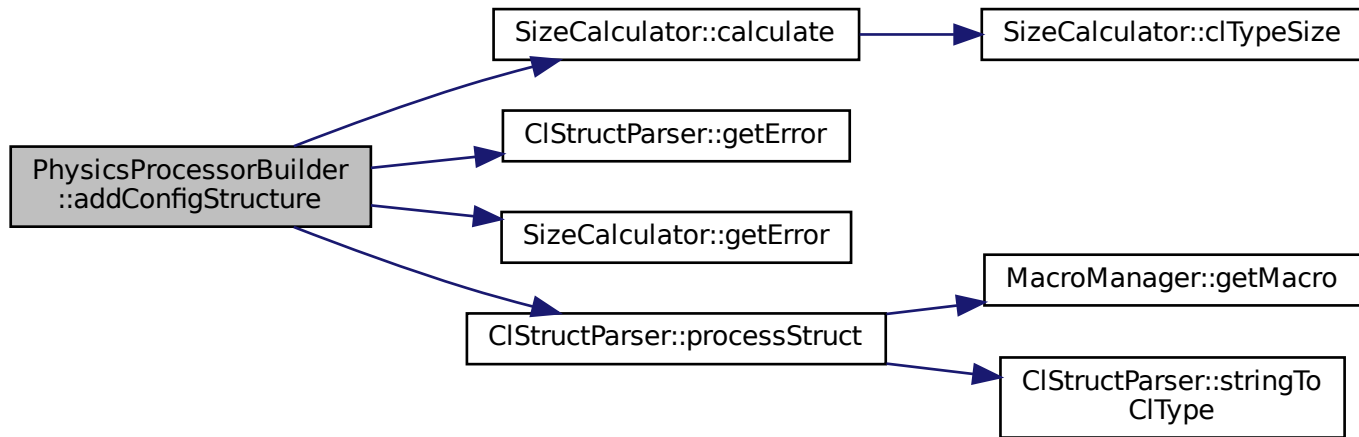 SizeCalculator::calculate
SizeCalculator::clTypeSize
ClStructParser::getError
PhysicsProcessorBuilder
::addConfigStructure
SizeCalculator::getError
MacroManager::getMacro
ClStructParser::processStruct
ClStructParser::stringTo
ClType